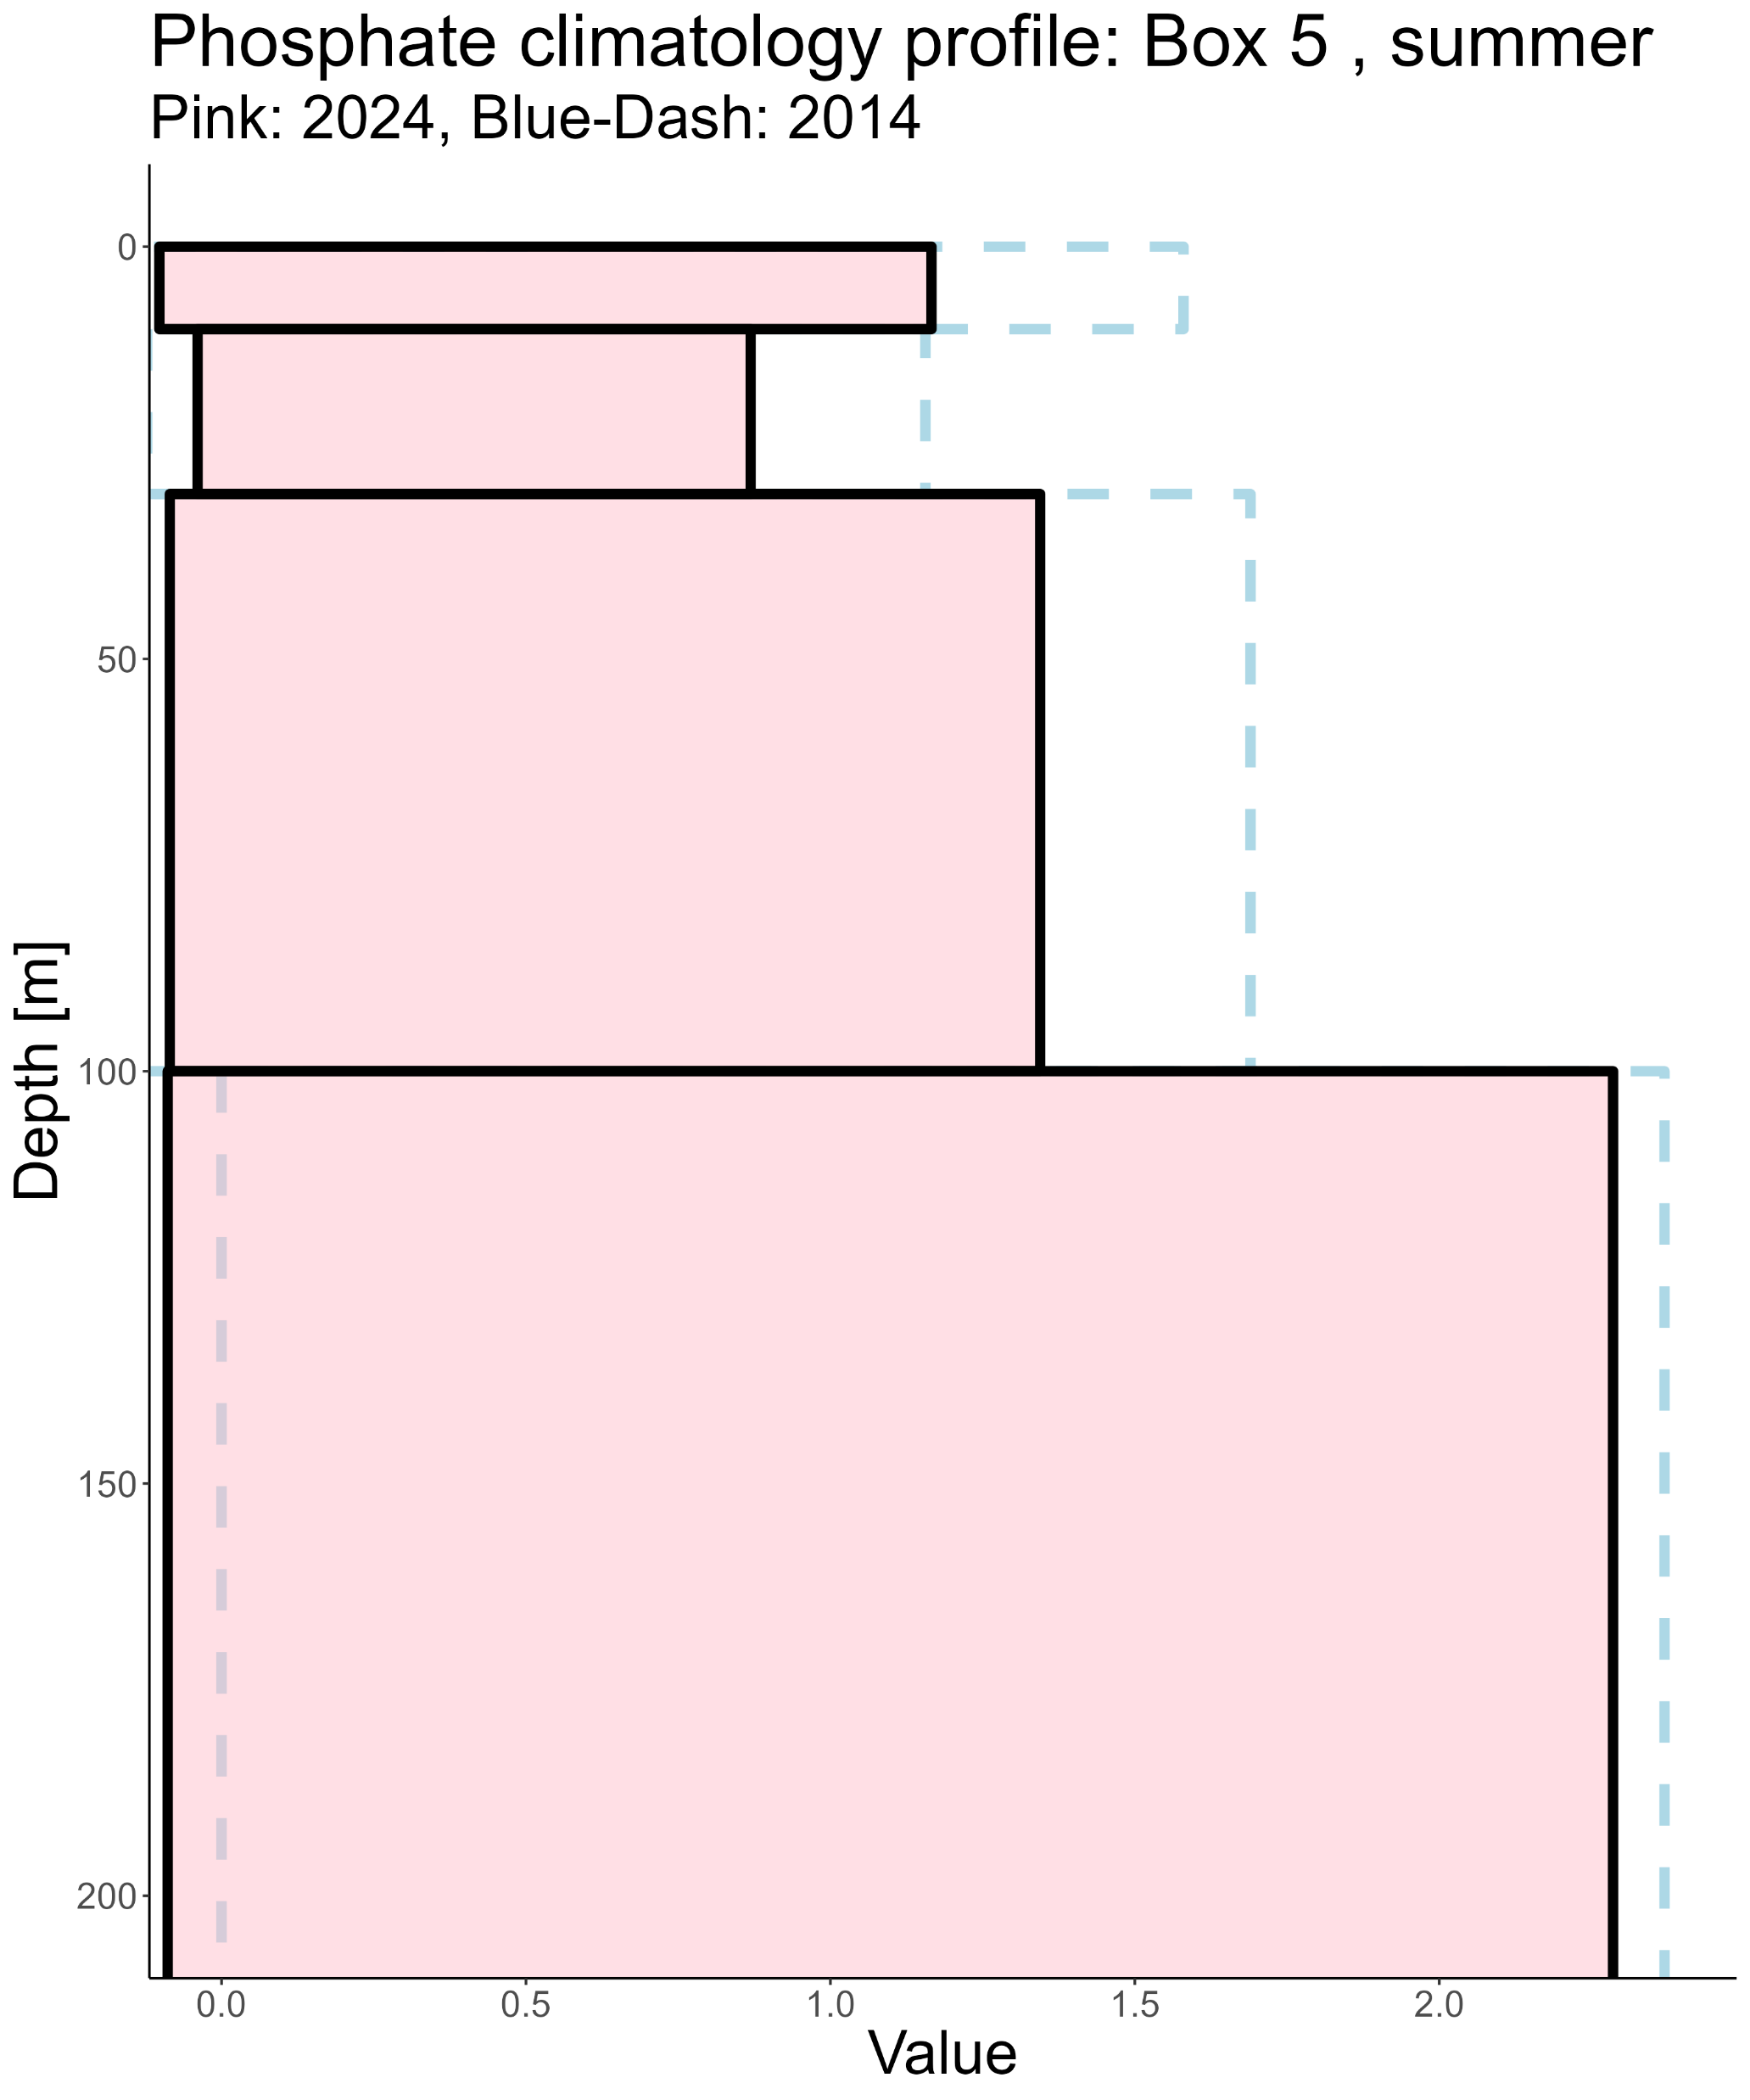 Phosphate climatology profile: Box 5 , summer
Pink: 2024, Blue-Dash: 2014
0
50
100
150
200
Depth [m]
0.0 0.5 1.0 1.5 2.0
Value